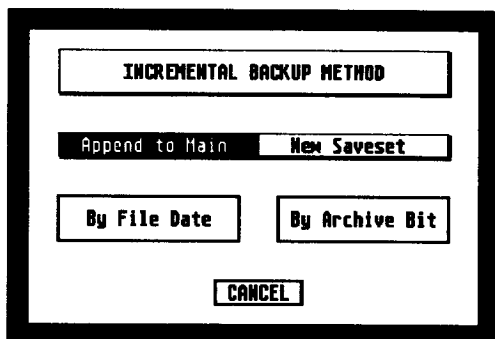 INCREMENTAL BACKUP METHOD
Append to Main New Saveset
By File Date By Archive Bit
CANCEL